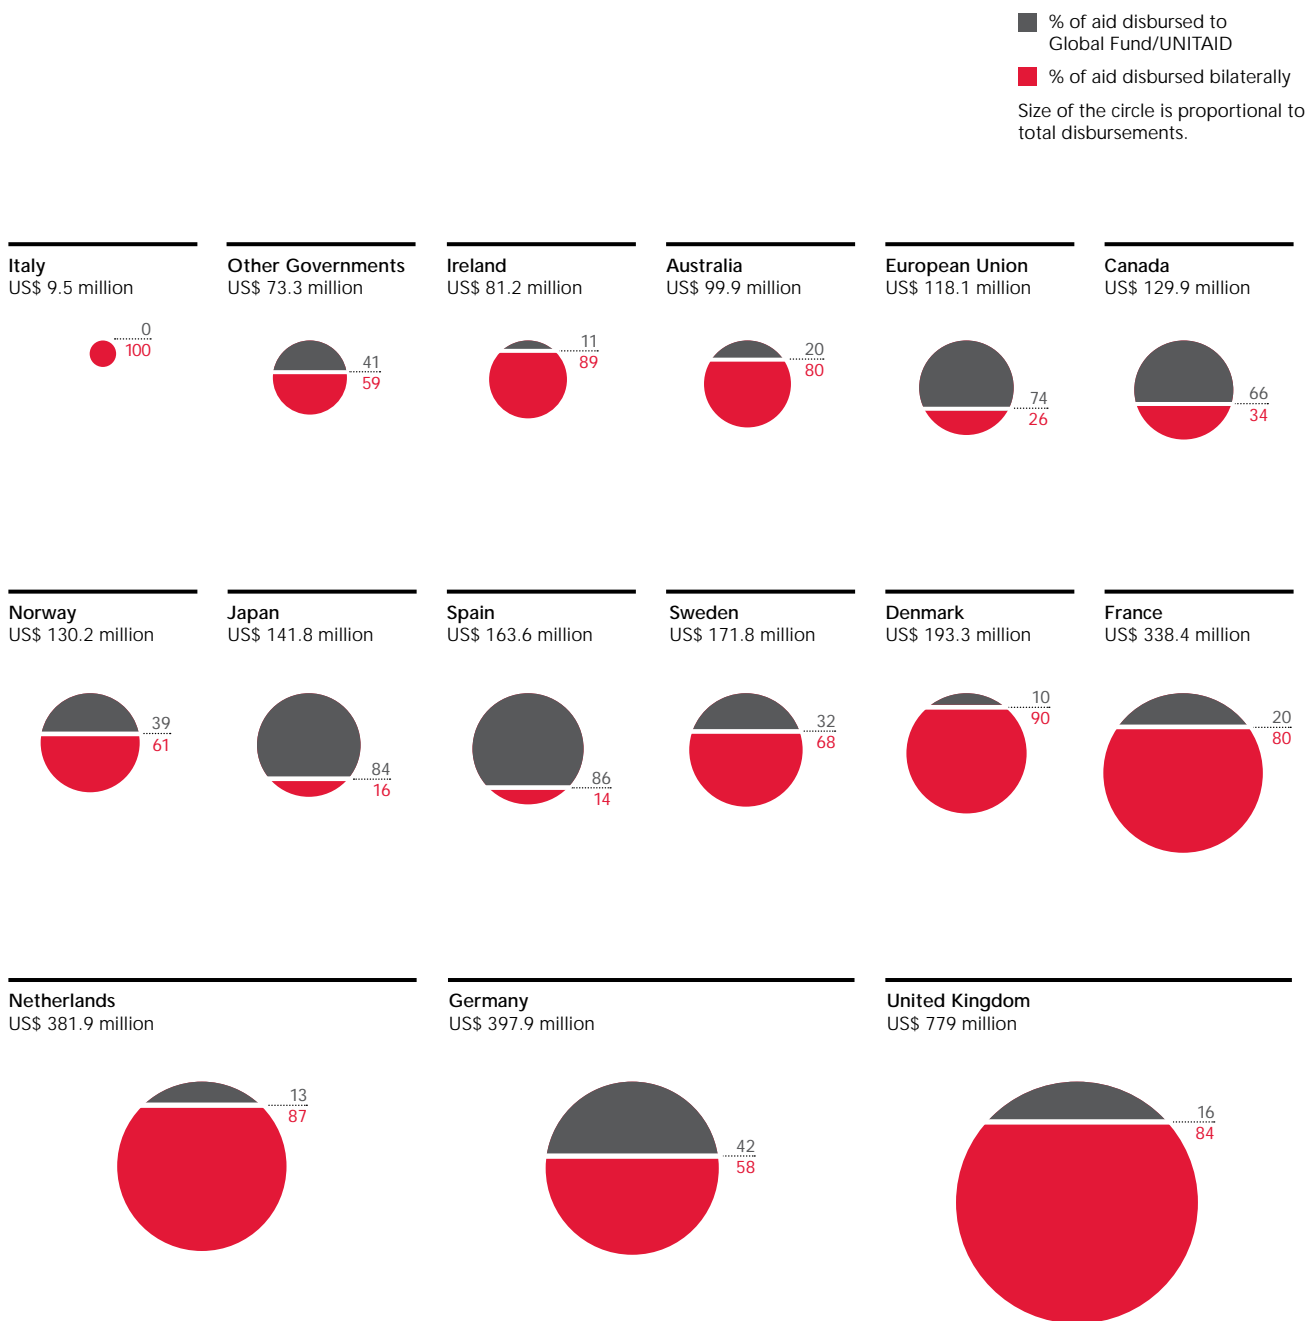 % of aid disbursed to
Global Fund/UNITAID
% of aid disbursed bilaterally
Size of the circle is proportional to
total disbursements.
Italy
US$ 9.5 million
0
100
Other Governments
US$ 73.3 million
41
59
Ireland
US$ 81.2 million
11
89
Australia
US$ 99.9 million
20
80
European Union
US$ 118.1 million
74
26
Canada
US$ 129.9 million
66
34
Norway
US$ 130.2 million
39
61
Japan
US$ 141.8 million
84
16
Spain
US$ 163.6 million
86
14
Sweden
US$ 171.8 million
32
68
Denmark
US$ 193.3 million
10
90
France
US$ 338.4 million
20
80
Netherlands
US$ 381.9 million
13
87
Germany
US$ 397.9 million
42
58
United Kingdom
US$ 779 million
16
84